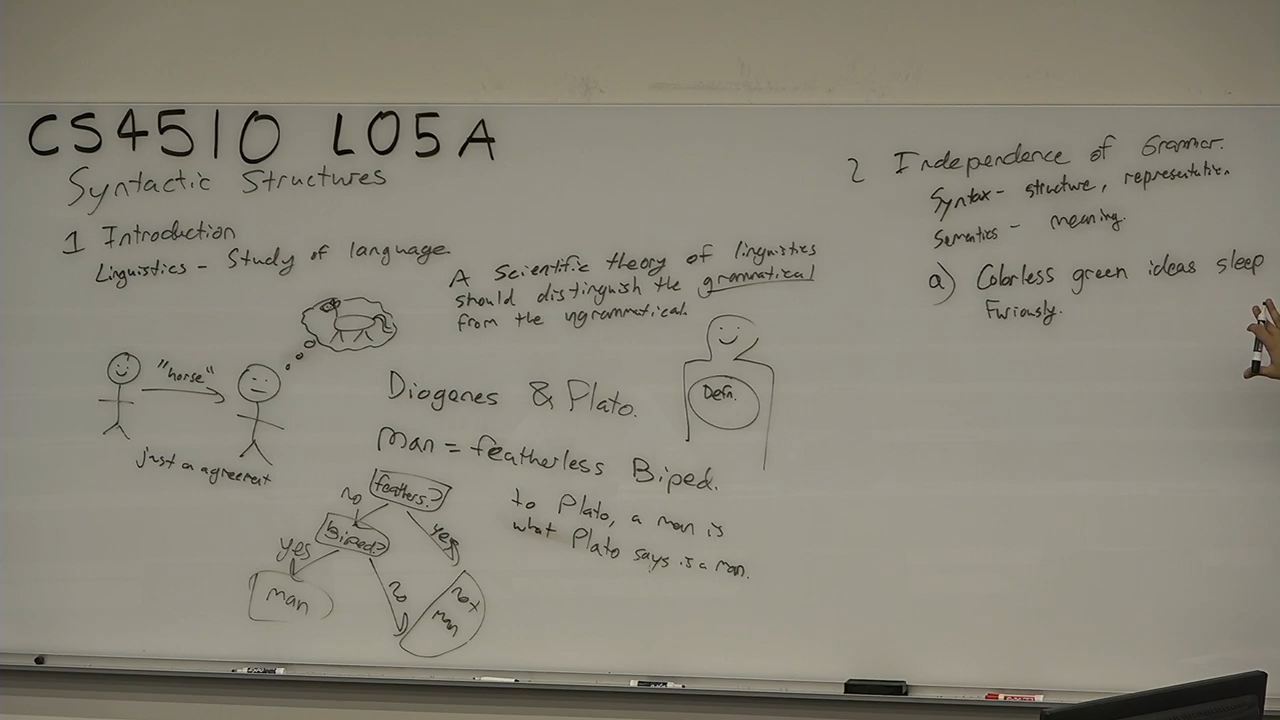 CS4510 L05A
Syntactic Structures
1 Introduction
Linguistics - Study of language
A scientific theory of linguistics
should distinguish the grammatical
from the ungrammatical.
"horse"
just an agreement
Diogenes & Plato.
Defn.
man = featherless Biped.
feathers?
no
yes
Biped?
yes
no
man
not
man
to Plato, a man is
what Plato says is a man.
2 Independence of Grammar.
Syntax - structure, representation.
Semantics - meaning.
a) Colorless green ideas sleep
Furiously.